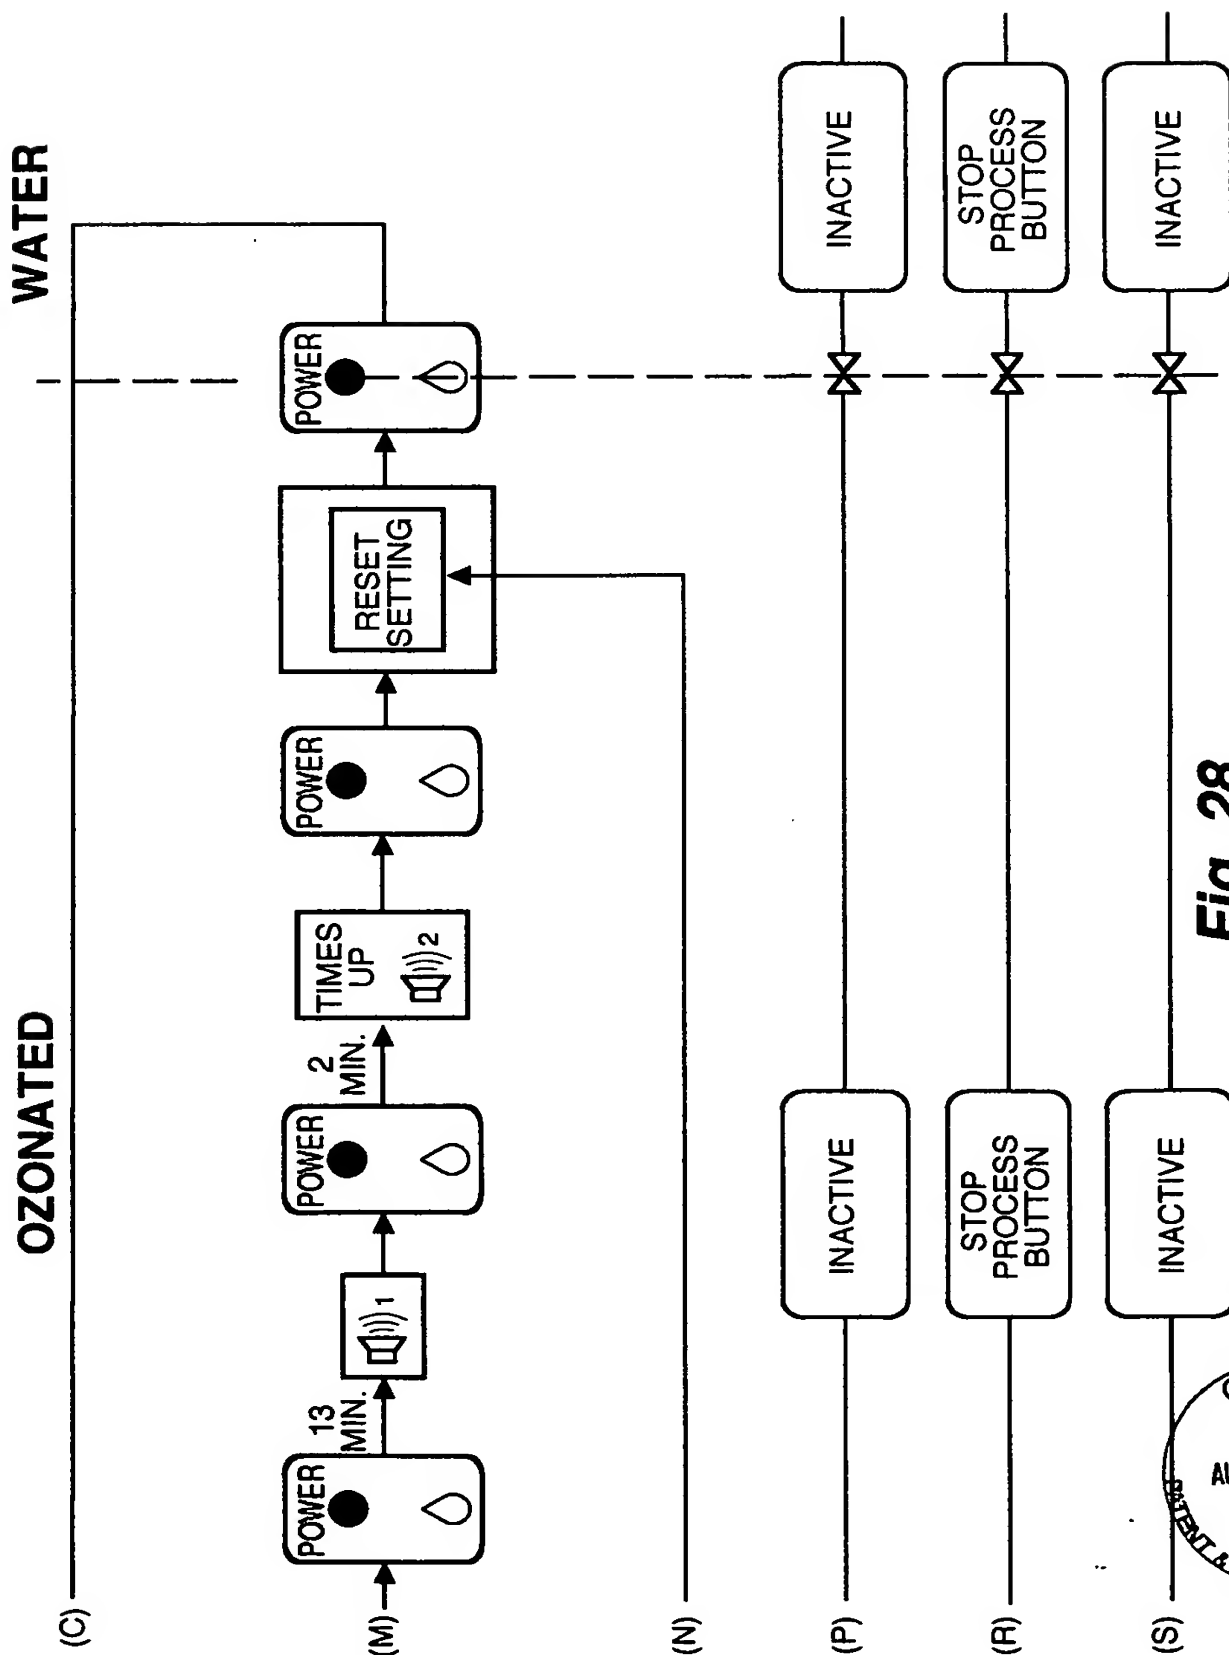 OZONATED
WATER
(C)
(M)
POWER
13
MIN.
1
POWER
2
MIN.
TIMES
UP
2
POWER
RESET
SETTING
POWER
(N)
(P)
INACTIVE
INACTIVE
(R)
STOP
PROCESS
BUTTON
STOP
PROCESS
BUTTON
(S)
INACTIVE
INACTIVE
Fig. 28